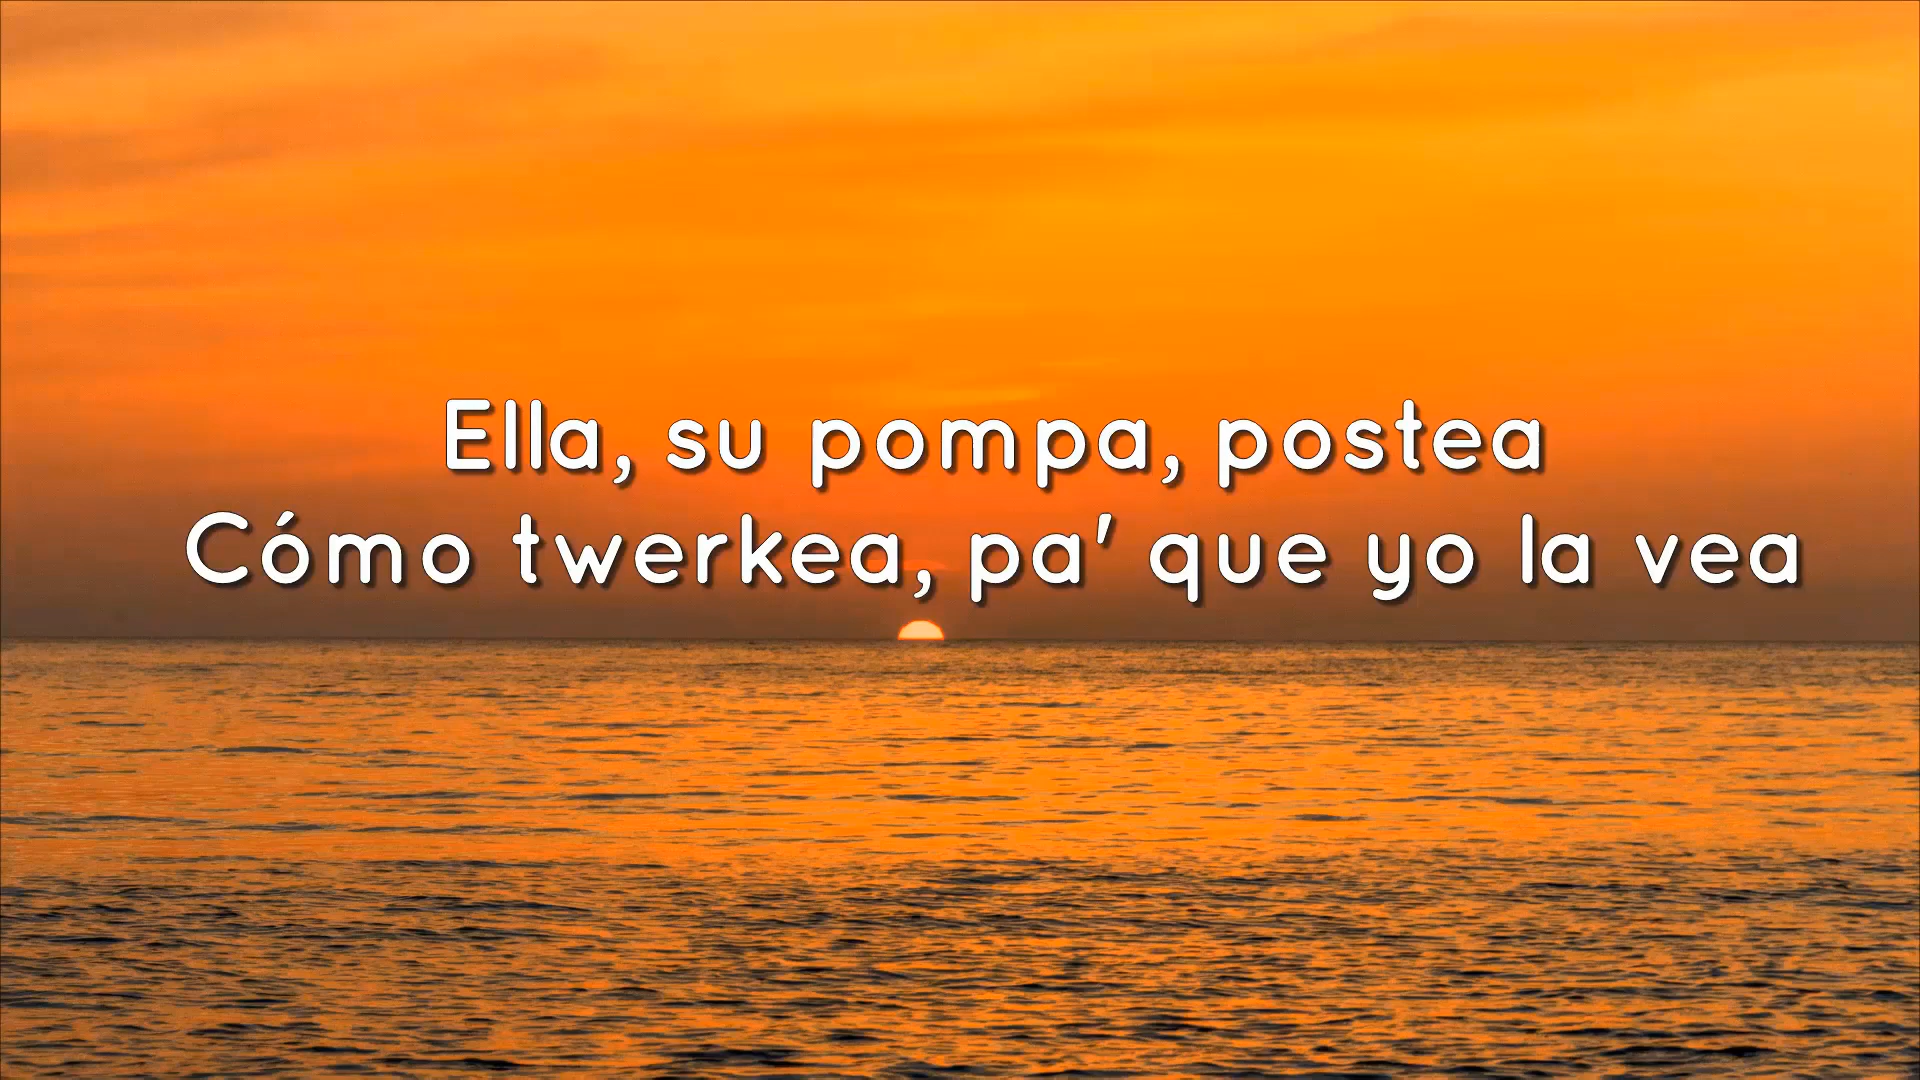 Ella, su pompa, postea
Cómo twerkea, pa' que yo la vea